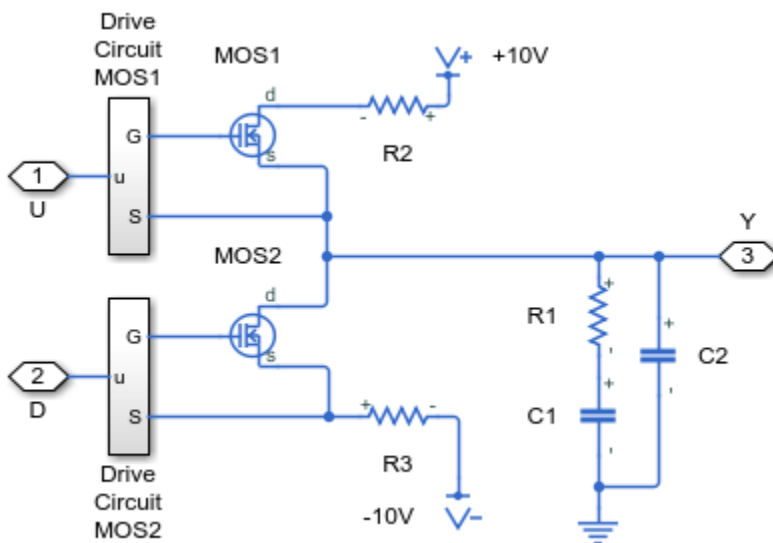 Drive
Circuit
MOS1
MOS1
+10V
d
G
R2
s
1
u
U
S
Y
3
MOS2
d
R1
G
s
C2
2
u
D
S
C1
R3
Drive
Circuit
MOS2
-10V